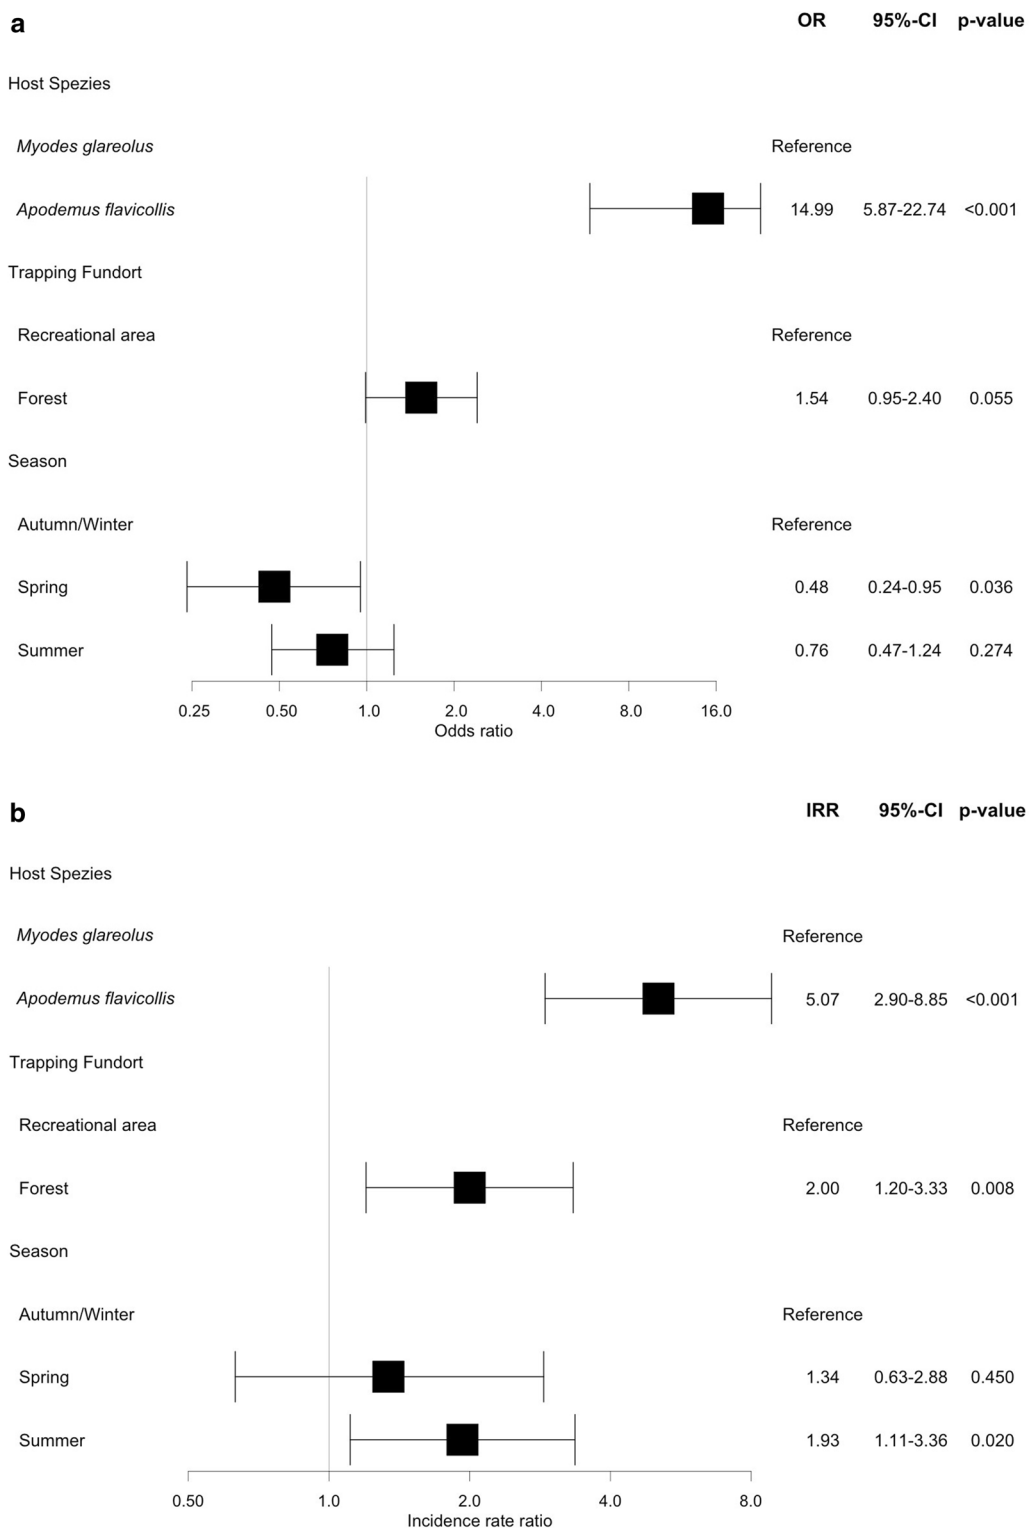 a
OR 95%-CI p-value
Host Spezies
Myodes glareolus Reference
Apodemus flavicollis 14.99 5.87-22.74 <0.001
Trapping Fundort
Recreational area Reference
Forest 1.54 0.95-2.40 0.055
Season
Autumn/Winter Reference
Spring 0.48 0.24-0.95 0.036
Summer 0.76 0.47-1.24 0.274
0.25 0.50 1.0 2.0 4.0 8.0 16.0
Odds ratio
b
IRR 95%-CI p-value
Host Spezies
Myodes glareolus Reference
Apodemus flavicollis 5.07 2.90-8.85 <0.001
Trapping Fundort
Recreational area Reference
Forest 2.00 1.20-3.33 0.008
Season
Autumn/Winter Reference
Spring 1.34 0.63-2.88 0.450
Summer 1.93 1.11-3.36 0.020
0.50 1.0 2.0 4.0 8.0
Incidence rate ratio